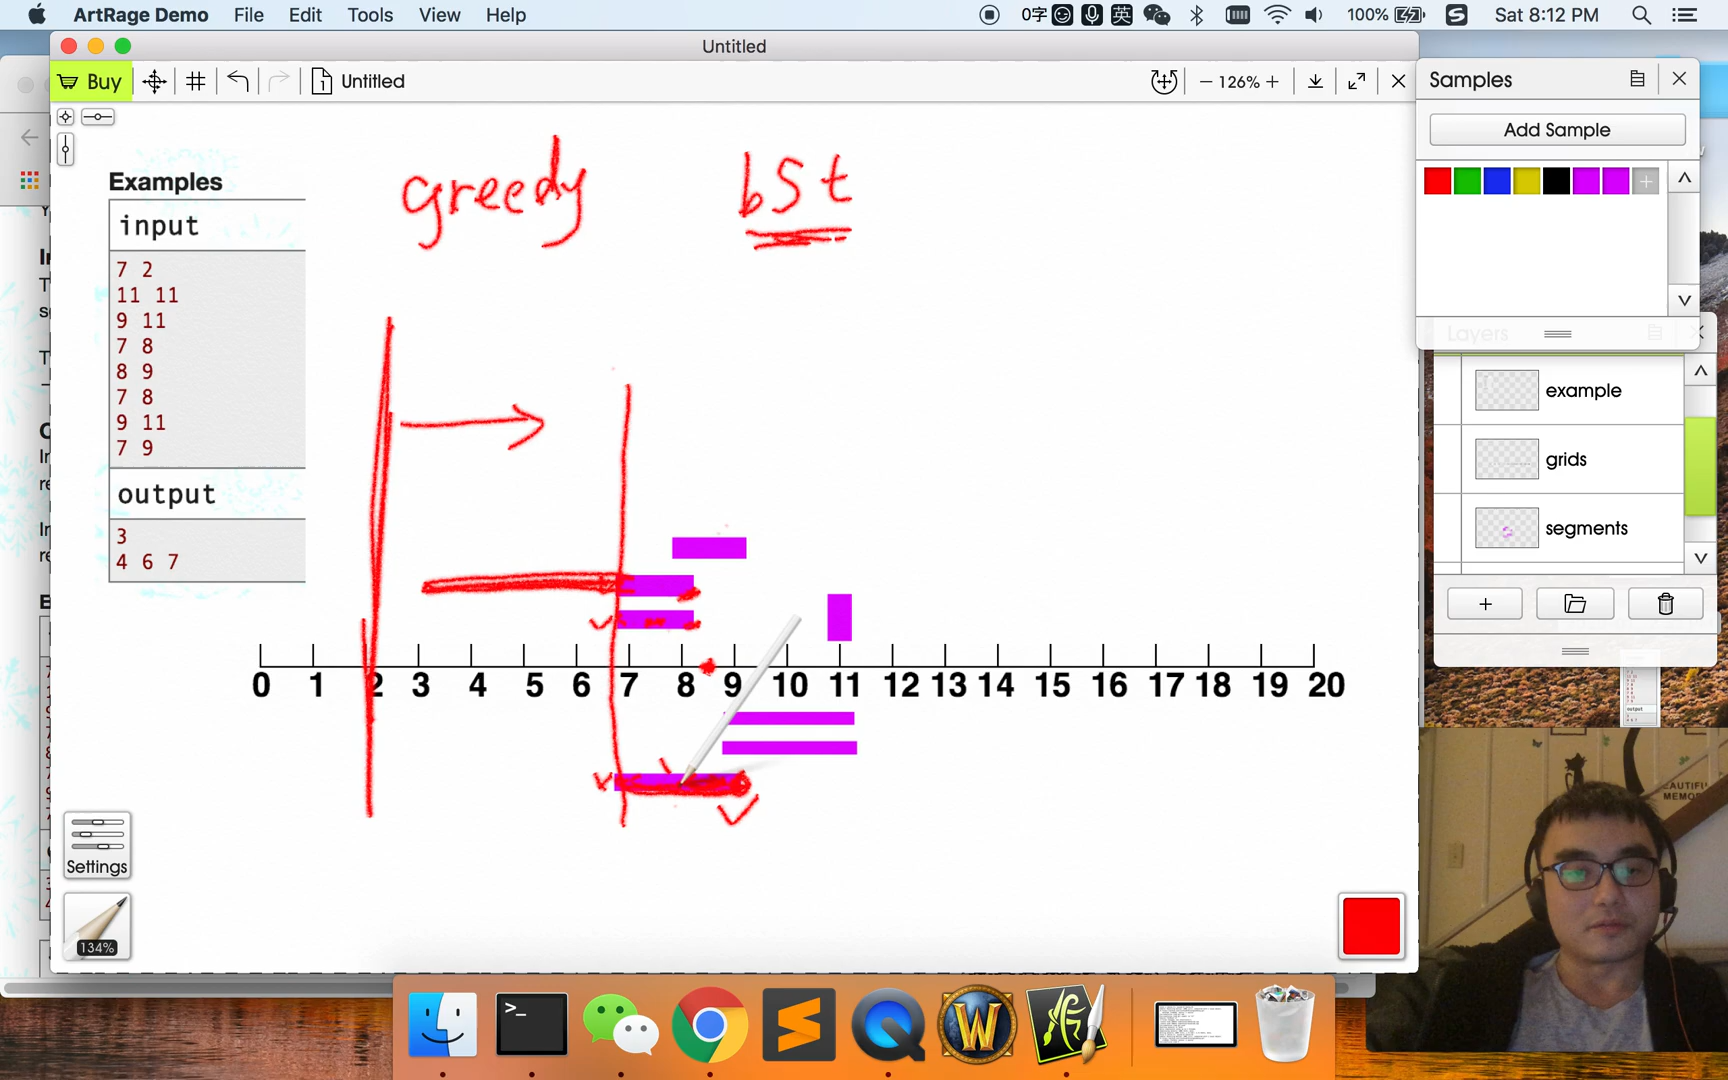 ArtRage Demo File Edit Tools View Help
0字 英 100% Sat 8:12 PM
Untitled
Buy Untitled
126%
Samples
Add Sample
Layers
example
grids
segments
greedy bst
Examples
input
7 2
11 11
9 11
7 8
8 9
7 8
9 11
7 9
output
3
4 6 7
0 1 2 3 4 5 6 7 8 9 10 11 12 13 14 15 16 17 18 19 20
Settings
134%